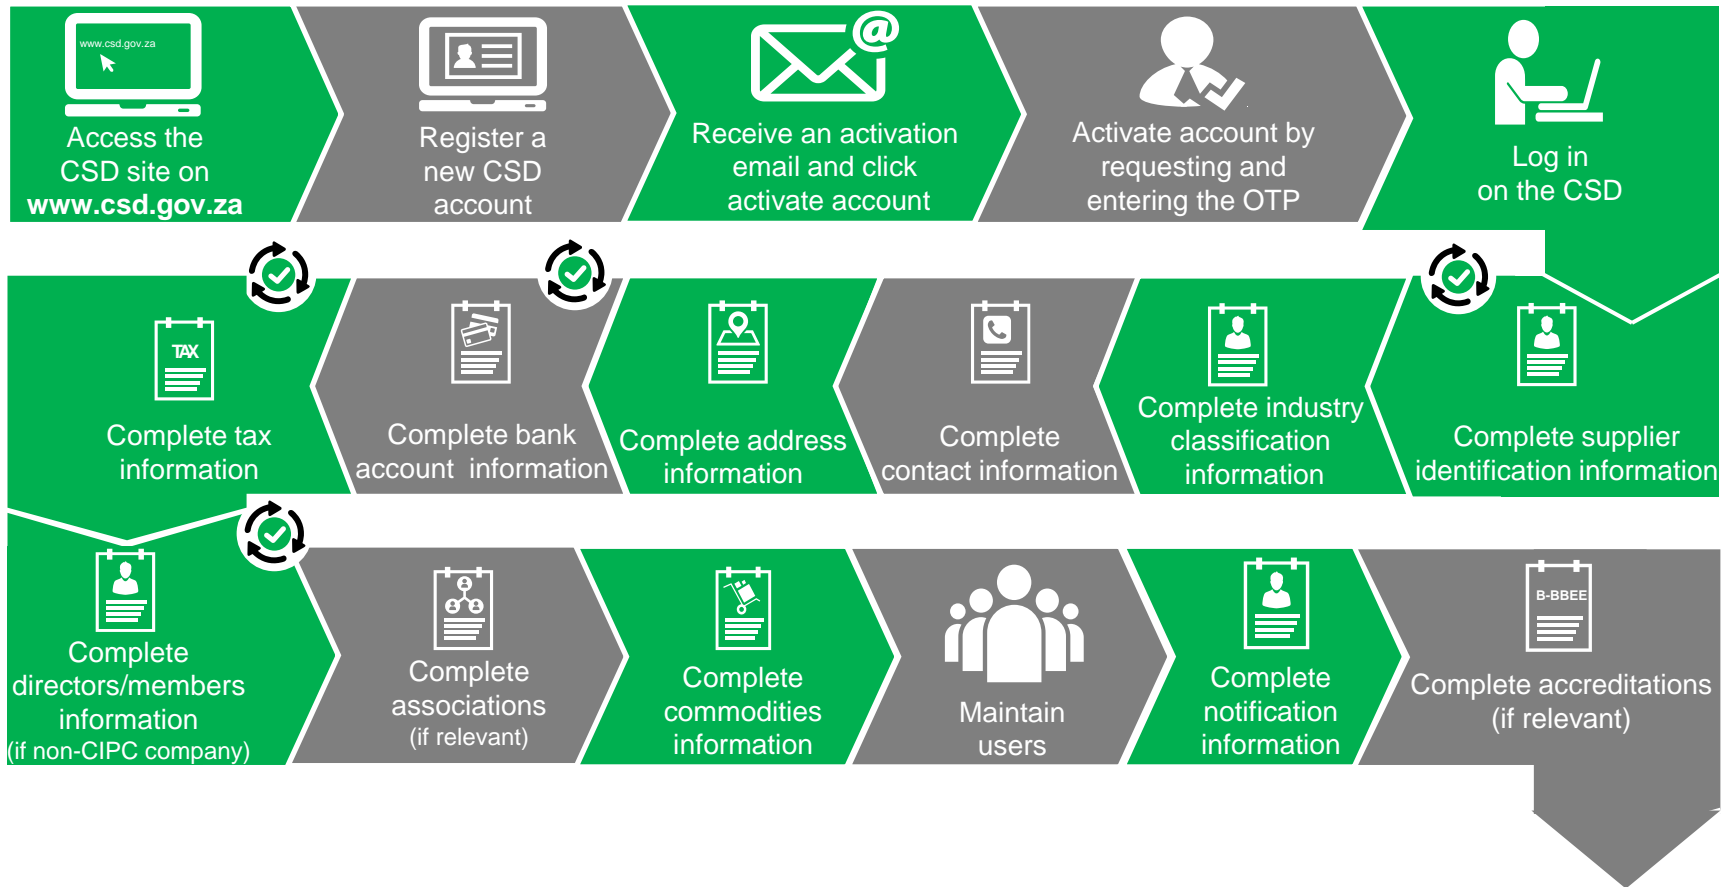 www.csd.gov.za
Access the
CSD site on
www.csd.gov.za
Register a
new CSD
account
@
Receive an activation
email and click
activate account
Activate account by
requesting and
entering the OTP
Log in
on the CSD
Complete supplier
identification information
Complete industry
classification
information
Complete
contact information
Complete address
information
Complete bank
account information
TAX
Complete tax
information
Complete
directors/members
information
(if non-CIPC company)
Complete
associations
(if relevant)
Complete
commodities
information
Maintain
users
Complete
notification
information
B-BBEE
Complete accreditations
(if relevant)